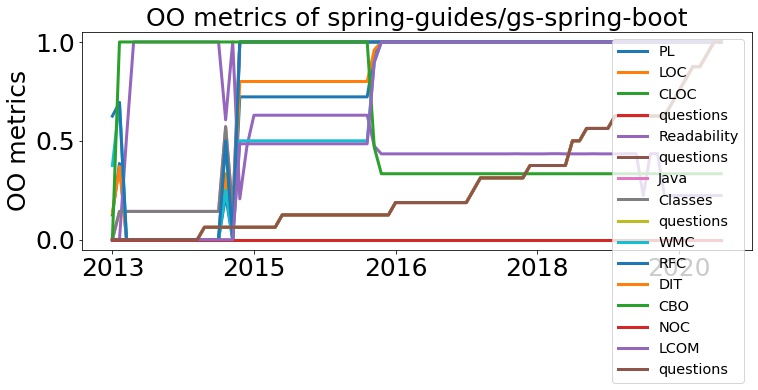 OO metrics of spring-guides/gs-spring-boot
OO metrics
1.0
0.5
0.0
2013
2015
2016
2018
2020
PL
LOC
CLOC
questions
Readability
questions
Java
Classes
questions
WMC
RFC
DIT
CBO
NOC
LCOM
questions